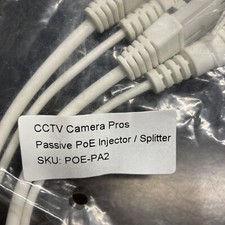 CCTV Camera Pros
Passive PoE Injector / Splitter
SKU: POE-PA2